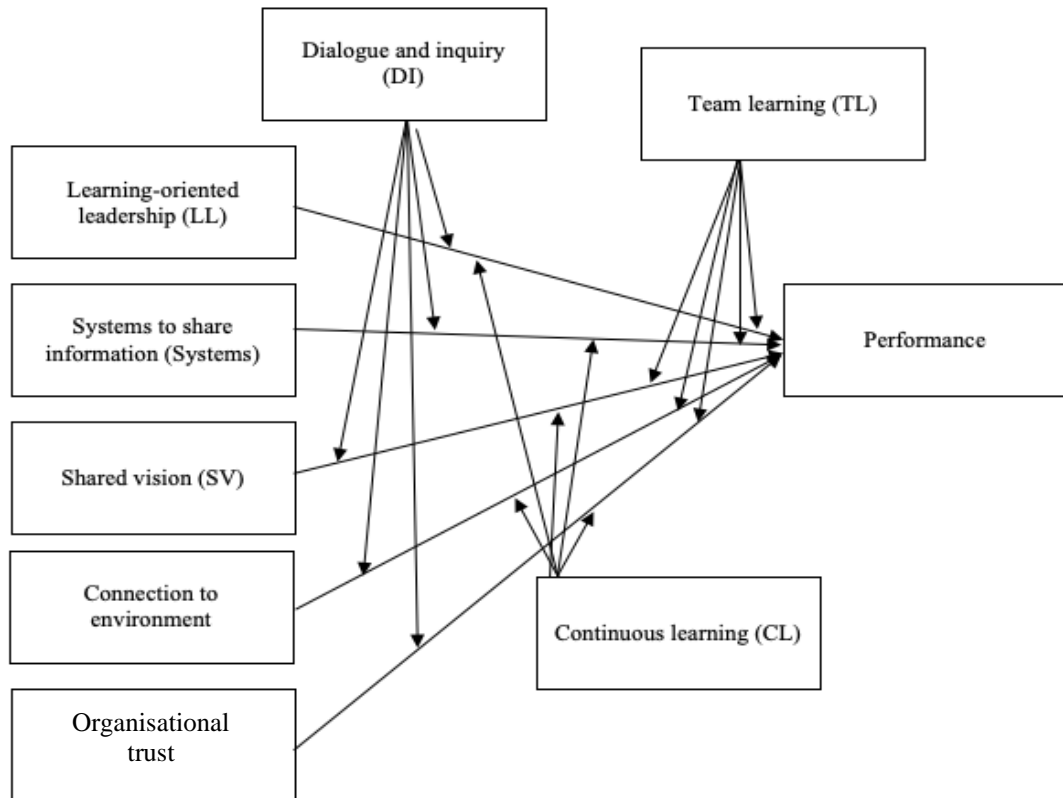 Dialogue and inquiry
(DI)
Team learning (TL)
Learning-oriented
leadership (LL)
Systems to share
information (Systems)
Performance
Shared vision (SV)
Connection to
environment
Continuous learning (CL)
Organisational
trust